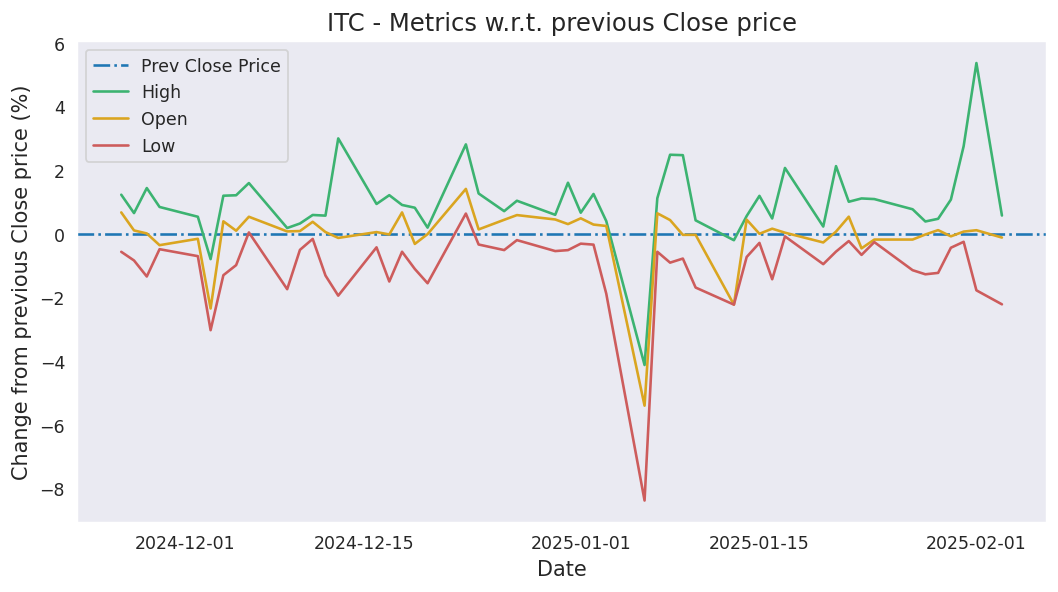 ITC - Metrics w.r.t. previous Close price
Change from previous Close price (%)
6
4
2
0
−2
−4
−6
−8
Prev Close Price
High
Open
Low
2024-12-01
2024-12-15
2025-01-01
2025-01-15
2025-02-01
Date